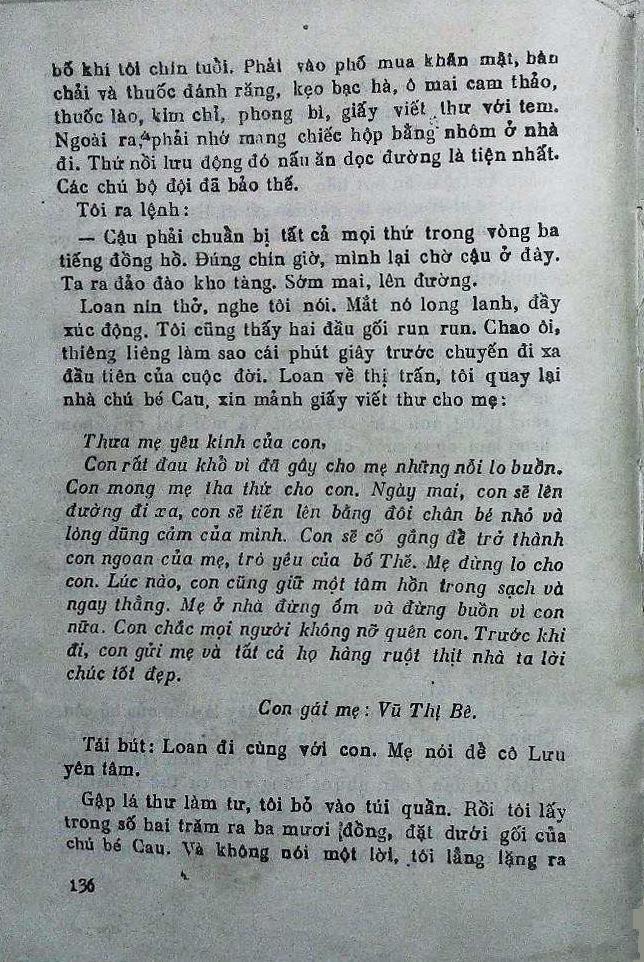 bố khi tôi chín tuổi. Phải vào phố mua khăn mặt, bàn
chải và thuốc đánh răng, kẹo bạc hà, ô mai cam thảo,
thuốc lào, kim chỉ, phong bì, giấy viết thư với tem.
Ngoài ra, phải nhớ mang chiếc hộp bằng nhôm ở nhà
đi. Thứ nồi lưu động đó nấu ăn dọc đường là tiện nhất.
Các chú bộ đội đã bảo thế.
Tôi ra lệnh:
— Cậu phải chuẩn bị tất cả mọi thứ trong vòng ba
tiếng đồng hồ. Đúng chín giờ, mình lại chờ cậu ở đây.
Ta ra đảo đào kho tàng. Sớm mai, lên đường.
Loan nín thở, nghe tôi nói. Mắt nó long lanh, đầy
xúc động. Tôi cũng thấy hai đầu gối run run. Chao ôi,
thiêng liêng làm sao cái phút giây trước chuyến đi xa
đầu tiên của cuộc đời. Loan về thị trấn, tôi quay lại
nhà chú bé Cau, xin mảnh giấy viết thư cho mẹ:
Thưa mẹ yêu kính của con,
Con rất đau khổ vì đã gây cho mẹ những nỗi lo buồn.
Con mong mẹ tha thứ cho con. Ngày mai, con sẽ lên
đường đi xa, con sẽ tiến lên bằng đôi chân bé nhỏ và
lòng dũng cảm của mình. Con sẽ cố gắng để trở thành
con ngoan của mẹ, trò yêu của bố Thế. Mẹ đừng lo cho
con. Lúc nào, con cũng giữ một tâm hồn trong sạch và
ngay thẳng. Mẹ ở nhà đừng ốm và đừng buồn vì con
nữa. Con chắc mọi người không nỡ quên con. Trước khi
đi, con gửi mẹ và tất cả họ hàng ruột thịt nhà ta lời
chúc tốt đẹp.
Con gái mẹ: Vũ Thị Bê.
Tái bút: Loan đi cùng với con. Mẹ nói để cô Lưu
yên tâm.
Gập lá thư làm tư, tôi bỏ vào túi quần. Rồi tôi lấy
trong số hai trăm ra ba mươi đồng, đặt dưới gối của
chú bé Cau. Và không nói một lời, tôi lẳng lặng ra
136